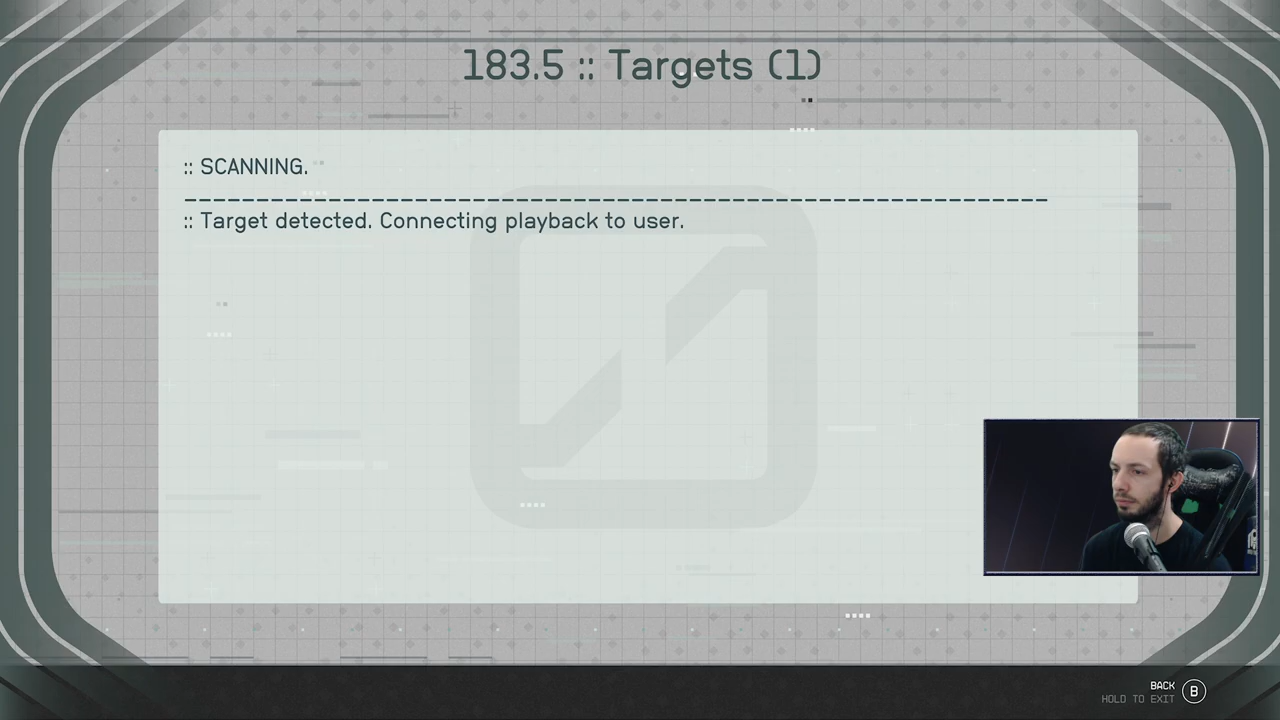 183.5 :: Targets (1)
:: SCANNING.
:: Target detected. Connecting playback to user.
BACK
HOLD TO EXIT
B